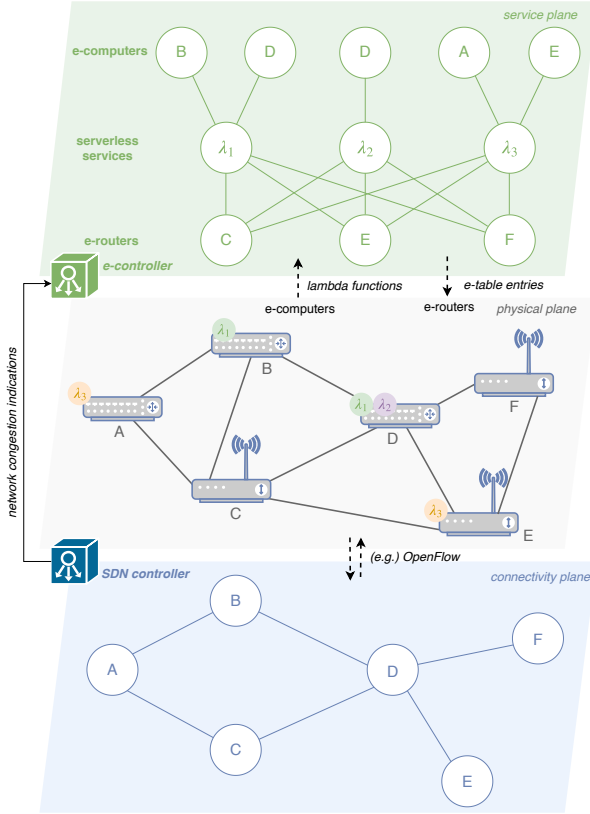 service plane
e-computers
B
D
D
A
E
serverless
services
λ1
λ2
λ3
e-routers
C
E
F
e-controller
lambda functions
e-table entries
e-computers
e-routers
physical plane
network congestion indications
λ1
B
F
λ3
A
λ1
λ2
D
C
λ3
E
(e.g.) OpenFlow
SDN controller
connectivity plane
B
F
A
D
C
E